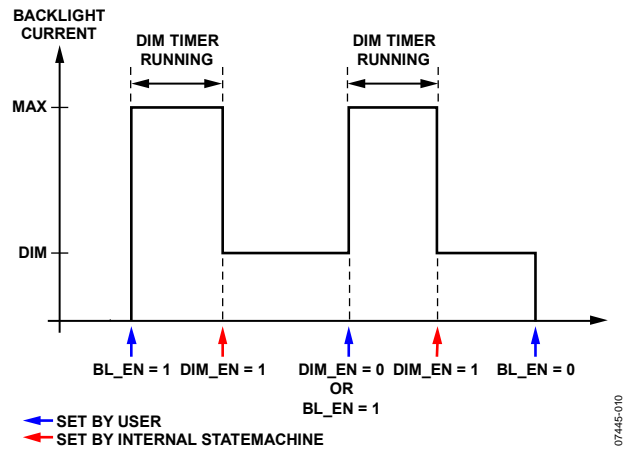 BACKLIGHT
CURRENT
DIM TIMER
RUNNING
DIM TIMER
RUNNING
MAX
DIM
BL_EN = 1
DIM_EN = 1
DIM_EN = 0
OR
BL_EN = 1
DIM_EN = 1
BL_EN = 0
SET BY USER
SET BY INTERNAL STATEMACHINE
07445-010